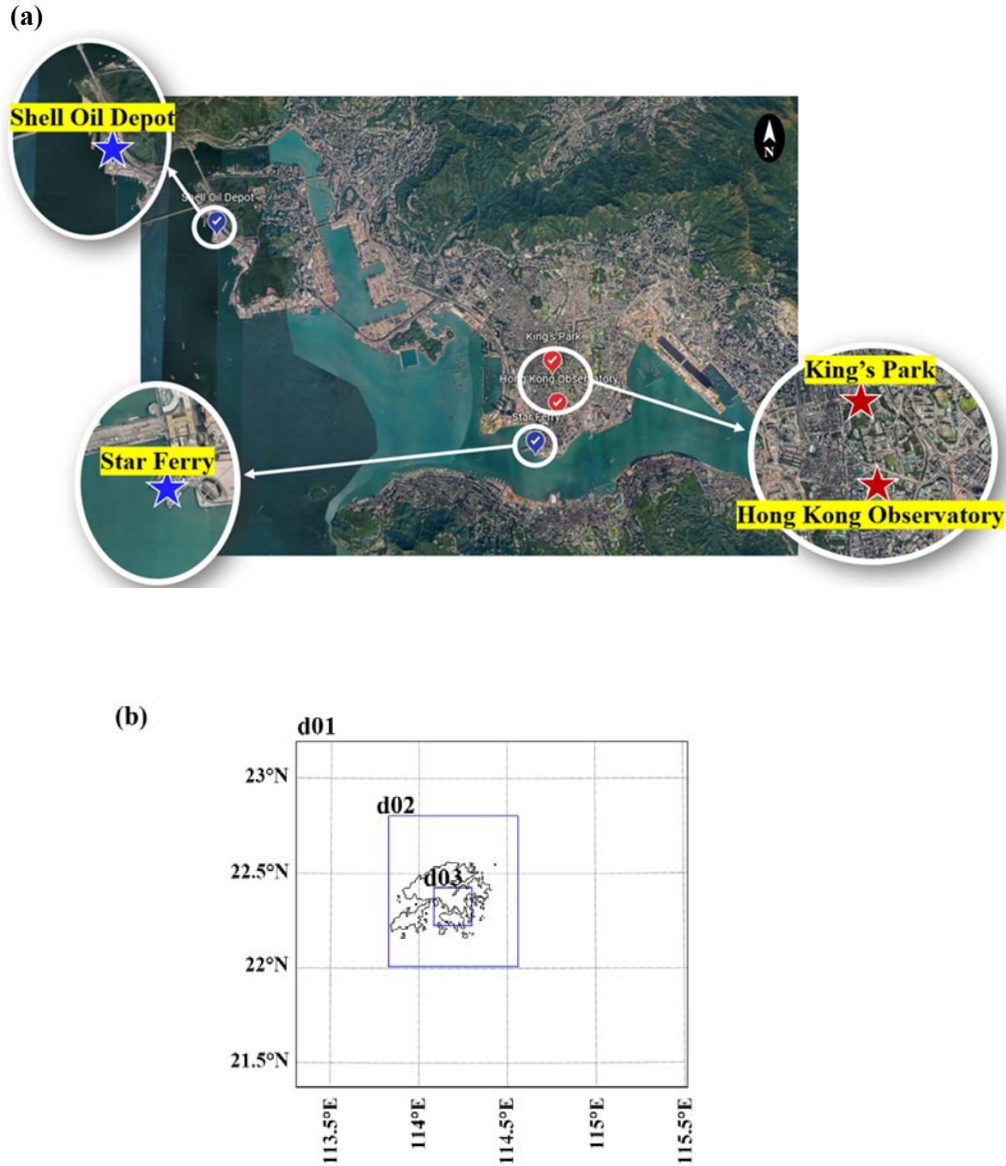 (a)
Shell Oil Depot
N
Shell Oil Depot
King's Park
King's Park
Hong Kong Observatory
Star Ferry
Star Ferry
Hong Kong Observatory
(b)
d01
23°N
d02
22.5°N
d03
22°N
21.5°N
113.5°E
114°E
114.5°E
115°E
115.5°E